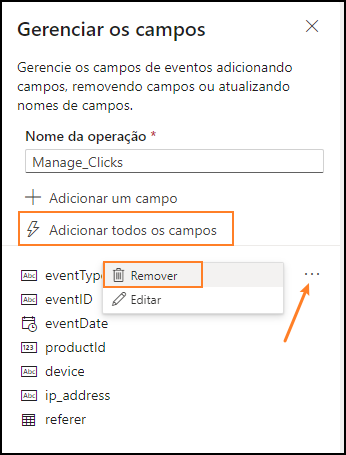 Gerenciar os campos
Gerencie os campos de eventos adicionando
campos, removendo campos ou atualizando
nomes de campos.
Nome da operação *
Manage_Clicks
Adicionar um campo
Adicionar todos os campos
Abc eventType
Remover
Abc eventID
Editar
eventDate
123 productId
Abc device
Abc ip_address
Abc referer